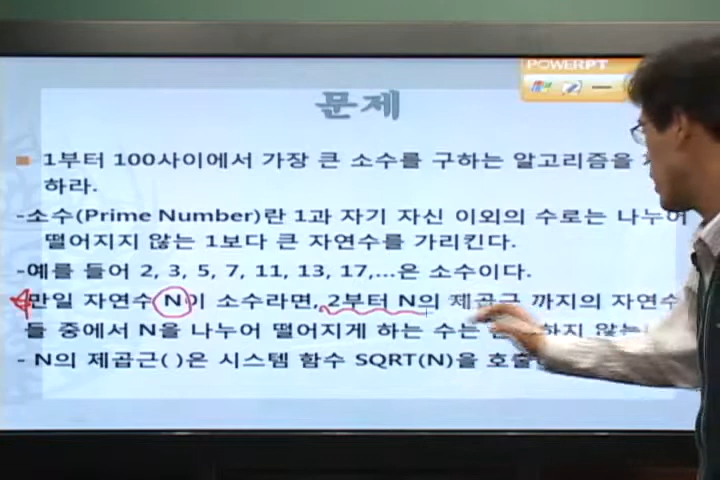 POWERPT
문제
1부터 100사이에서 가장 큰 소수를 구하는 알고리즘을
하라.
-소수(Prime Number)란 1과 자기 자신 이외의 수로는 나누어
떨어지지 않는 1보다 큰 자연수를 가리킨다.
-예를 들어 2, 3, 5, 7, 11, 13, 17,...은 소수이다.
만일 자연수 N이 소수라면, 2부터 N의 제곱근 까지의 자연수
들 중에서 N을 나누어 떨어지게 하는 수는
- N의 제곱근( )은 시스템 함수 SQRT(N)을